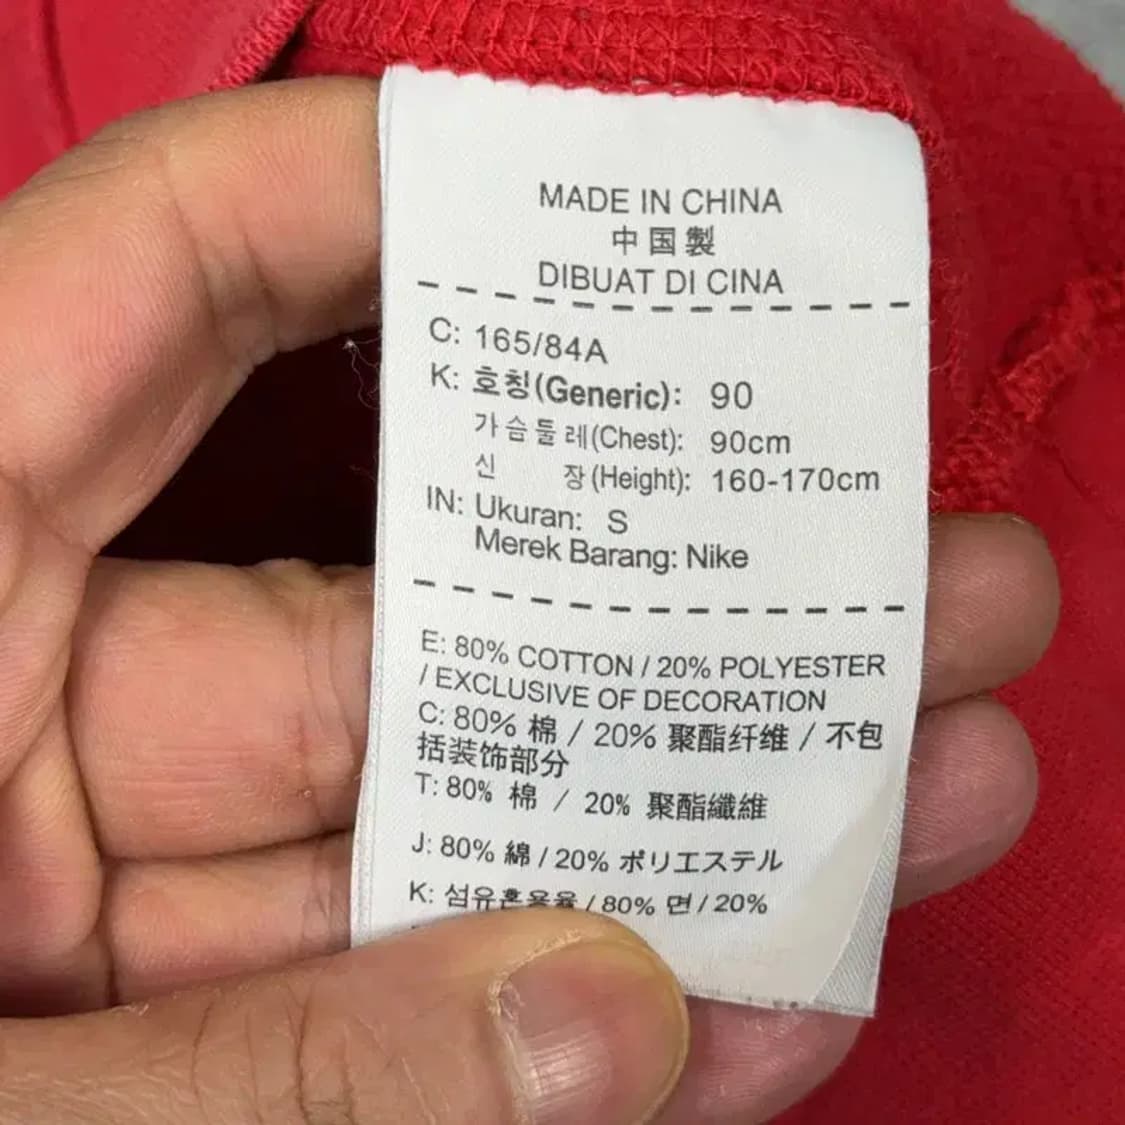 MADE IN CHINA
中国製
DIBUAT DI CINA
C: 165/84A
K: 호칭(Generic): 90
가슴둘레(Chest): 90cm
신 장(Height): 160-170cm
IN: Ukuran: S
Merek Barang: Nike
E: 80% COTTON / 20% POLYESTER
/ EXCLUSIVE OF DECORATION
C: 80% 棉 / 20% 聚酯纤维 / 不包
括装饰部分
T: 80% 棉 / 20% 聚酯纖維
J: 80% 綿 / 20% ポリエステル
K: 섬유혼용율 / 80% 면 / 20%